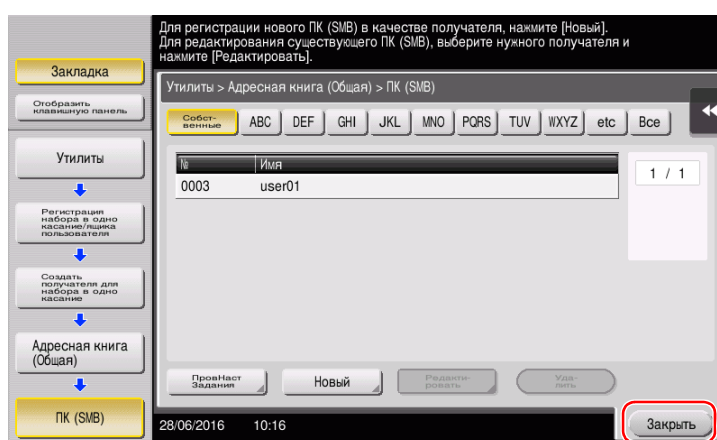 Для регистрации нового ПК (SMB) в качестве получателя, нажмите [Новый].
Для редактирования существующего ПК (SMB), выберите нужного получателя и
нажмите [Редактировать].
Закладка
Отобразить
клавишную панель
Утилиты
Регистрация
набора в одно
касание/ящика
пользователя
Создать
получателя для
набора в одно
касание
Адресная книга
(Общая)
ПК (SMB)
Утилиты > Адресная книга (Общая) > ПК (SMB)
Собст-
венные
ABC
DEF
GHI
JKL
MNO
PQRS
TUV
WXYZ
etc
Все
№ Имя
0003 user01
1 / 1
ПровНаст
Задания
Новый
Редакти-
ровать
Уда-
лить
28/06/2016 10:16
Закрыть